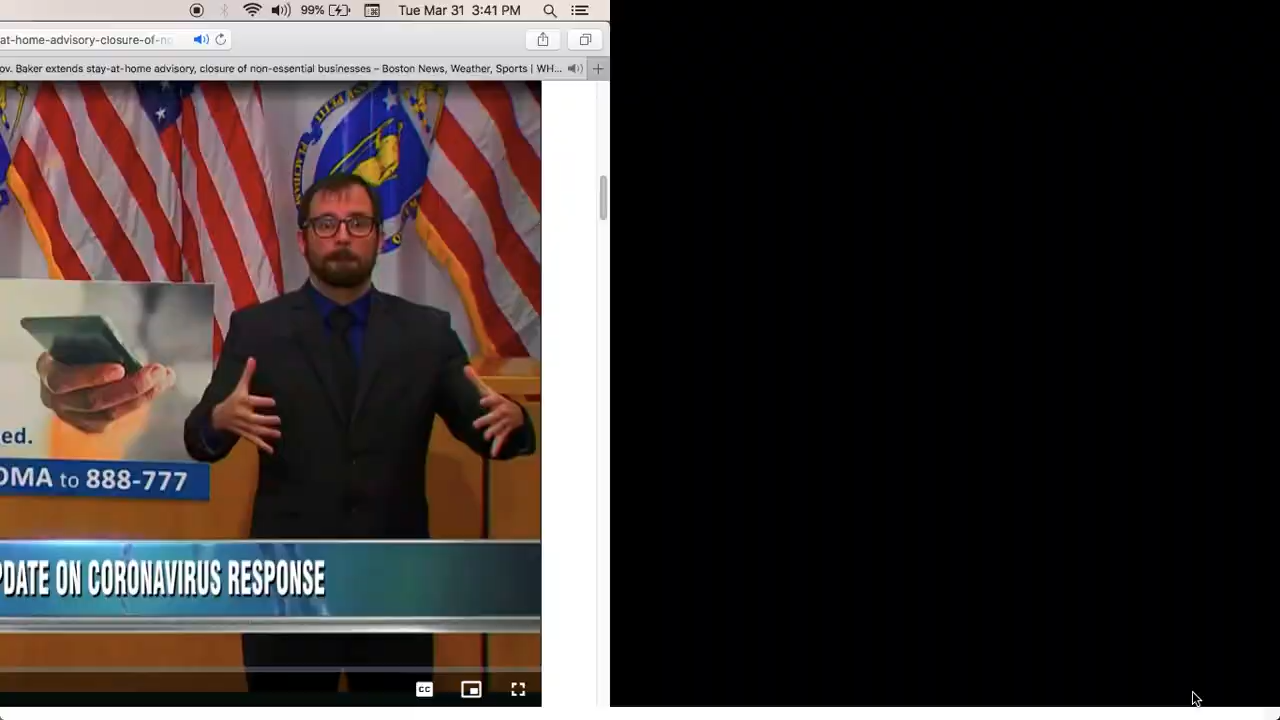 99% Tue Mar 31 3:41 PM
at-home-advisory-closure-of-no
ov. Baker extends stay-at-home advisory, closure of non-essential businesses – Boston News, Weather, Sports | WH...
ed.
OMA to 888-777
PDATE ON CORONAVIRUS RESPONSE
CC